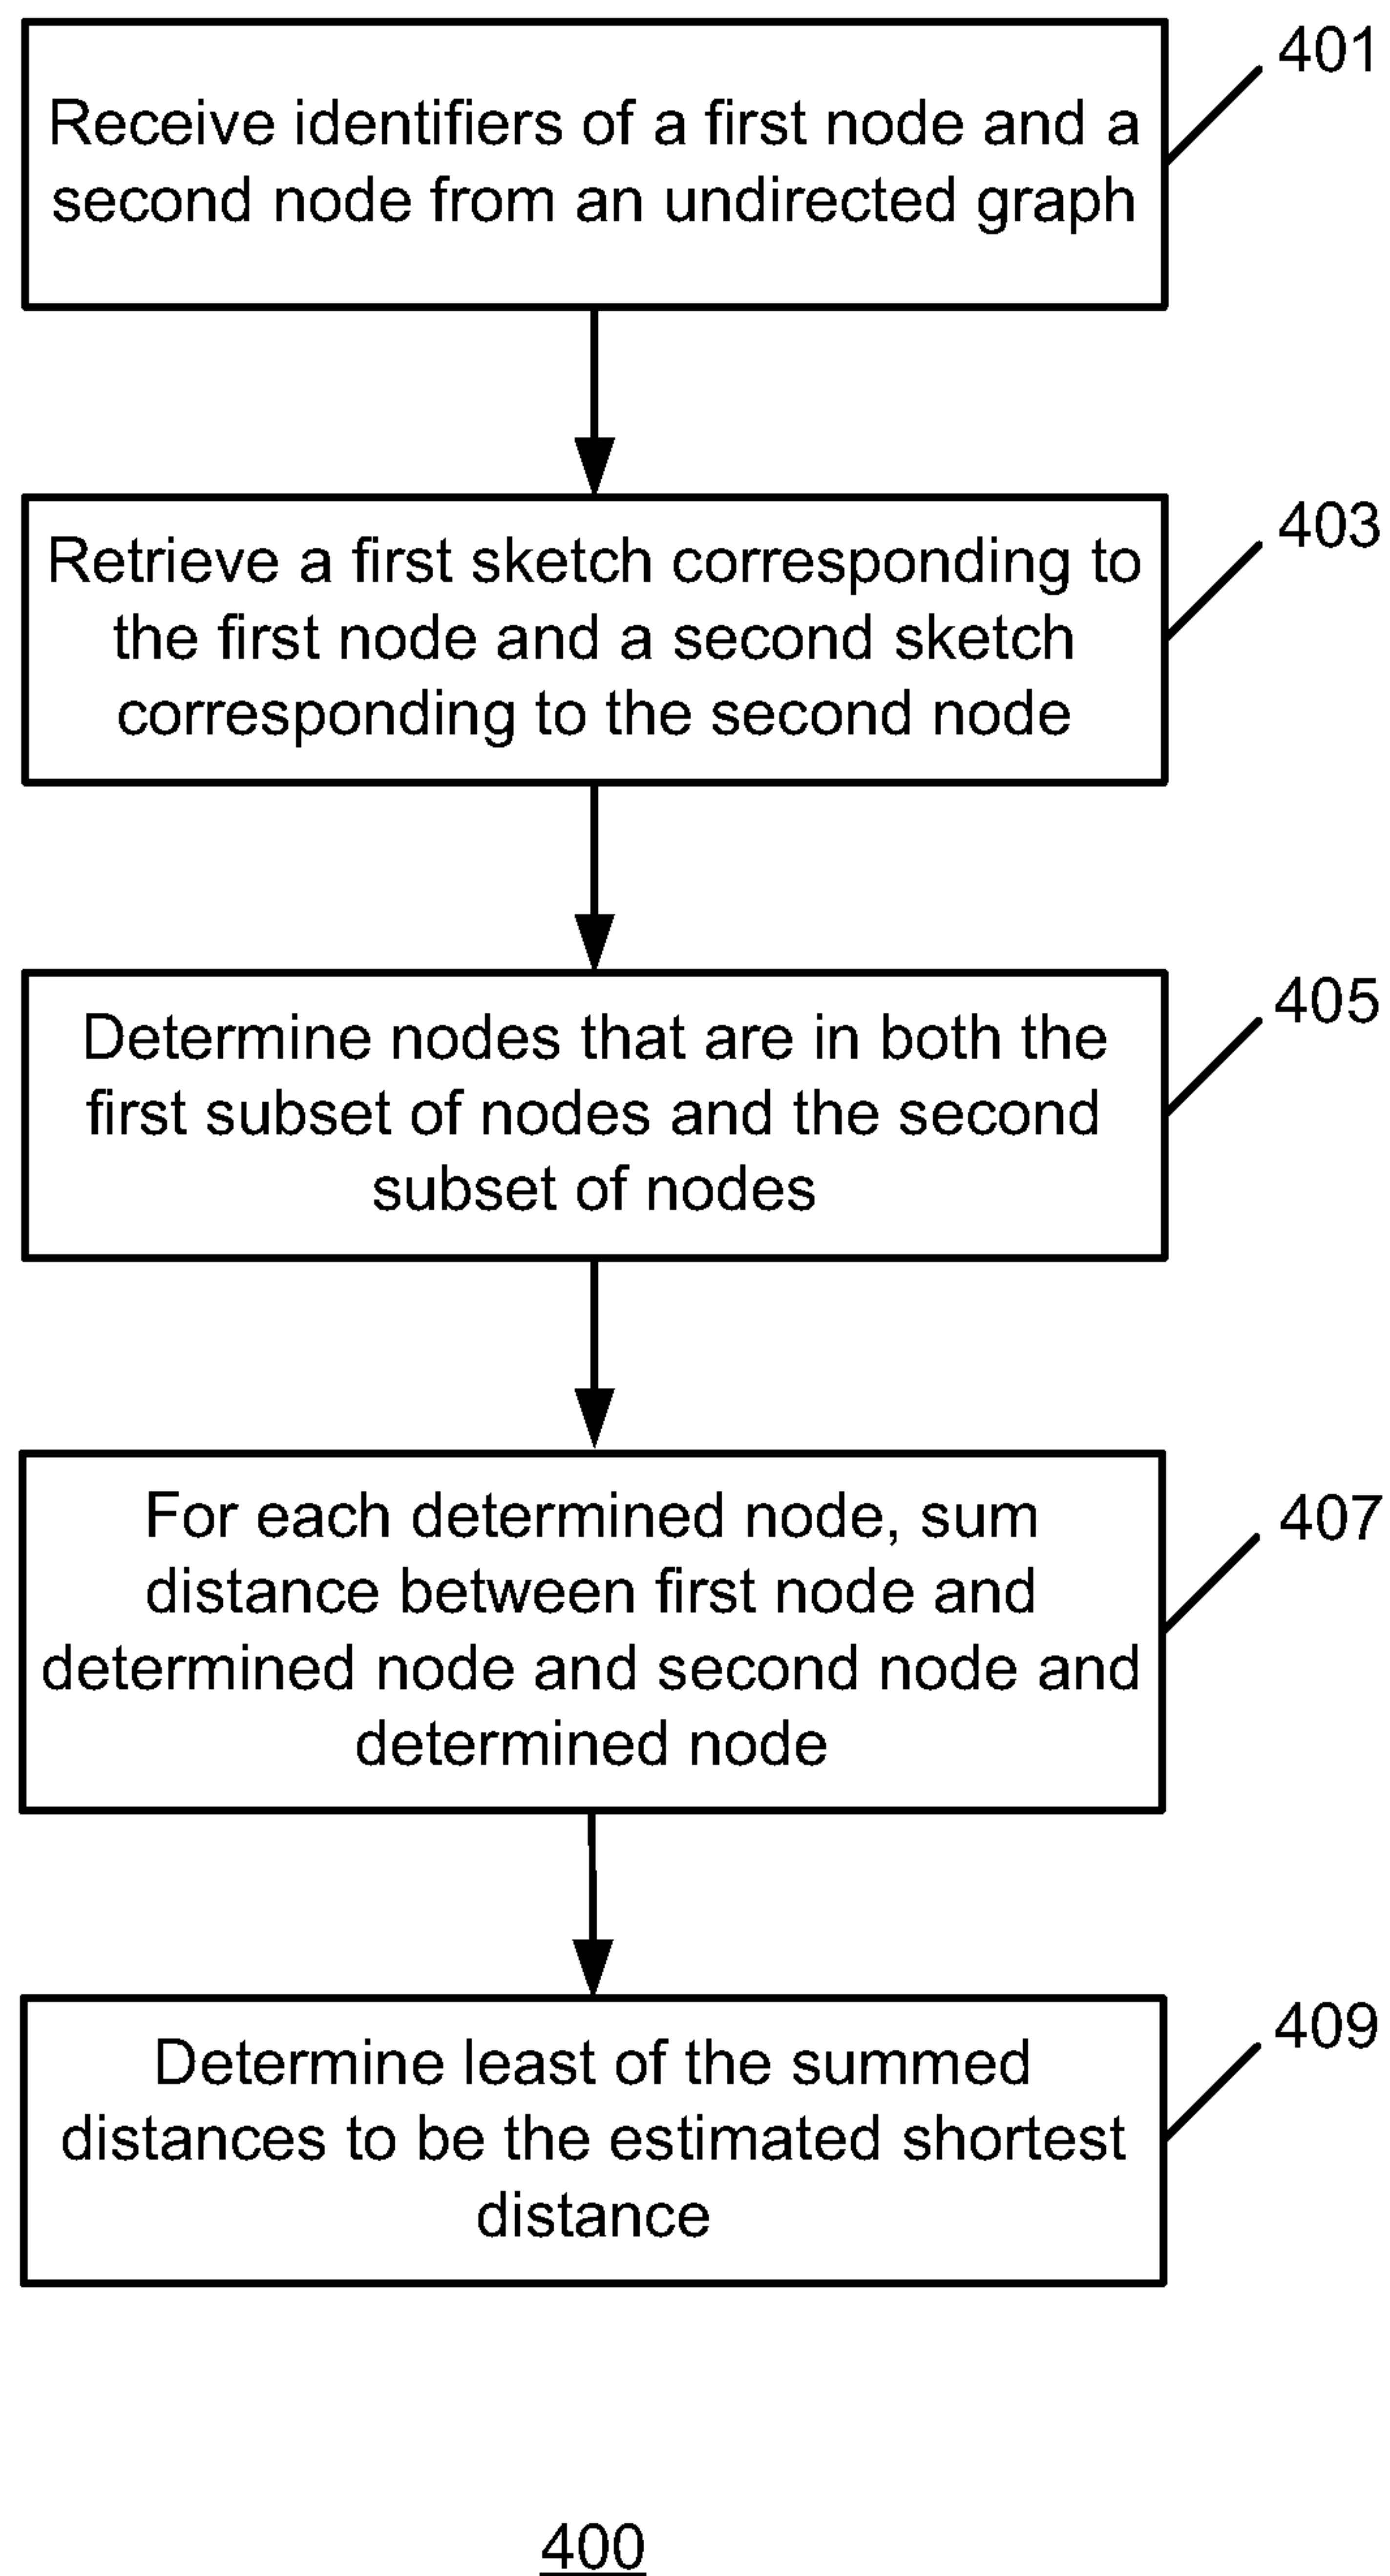 401
Receive identifiers of a first node and a
second node from an undirected graph
403
Retrieve a first sketch corresponding to
the first node and a second sketch
corresponding to the second node
405
Determine nodes that are in both the
first subset of nodes and the second
subset of nodes
407
For each determined node, sum
distance between first node and
determined node and second node and
determined node
409
Determine least of the summed
distances to be the estimated shortest
distance
400